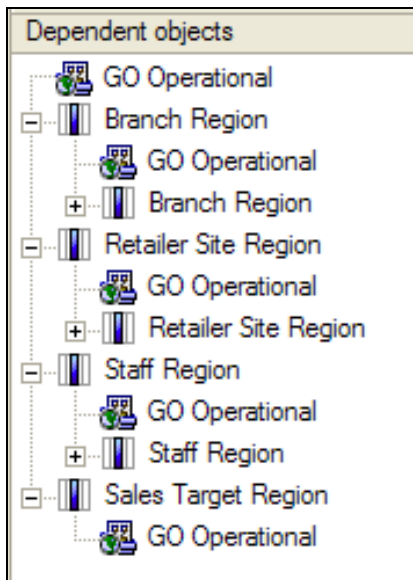 Dependent objects
GO Operational
Branch Region
GO Operational
Branch Region
Retailer Site Region
GO Operational
Retailer Site Region
Staff Region
GO Operational
Staff Region
Sales Target Region
GO Operational